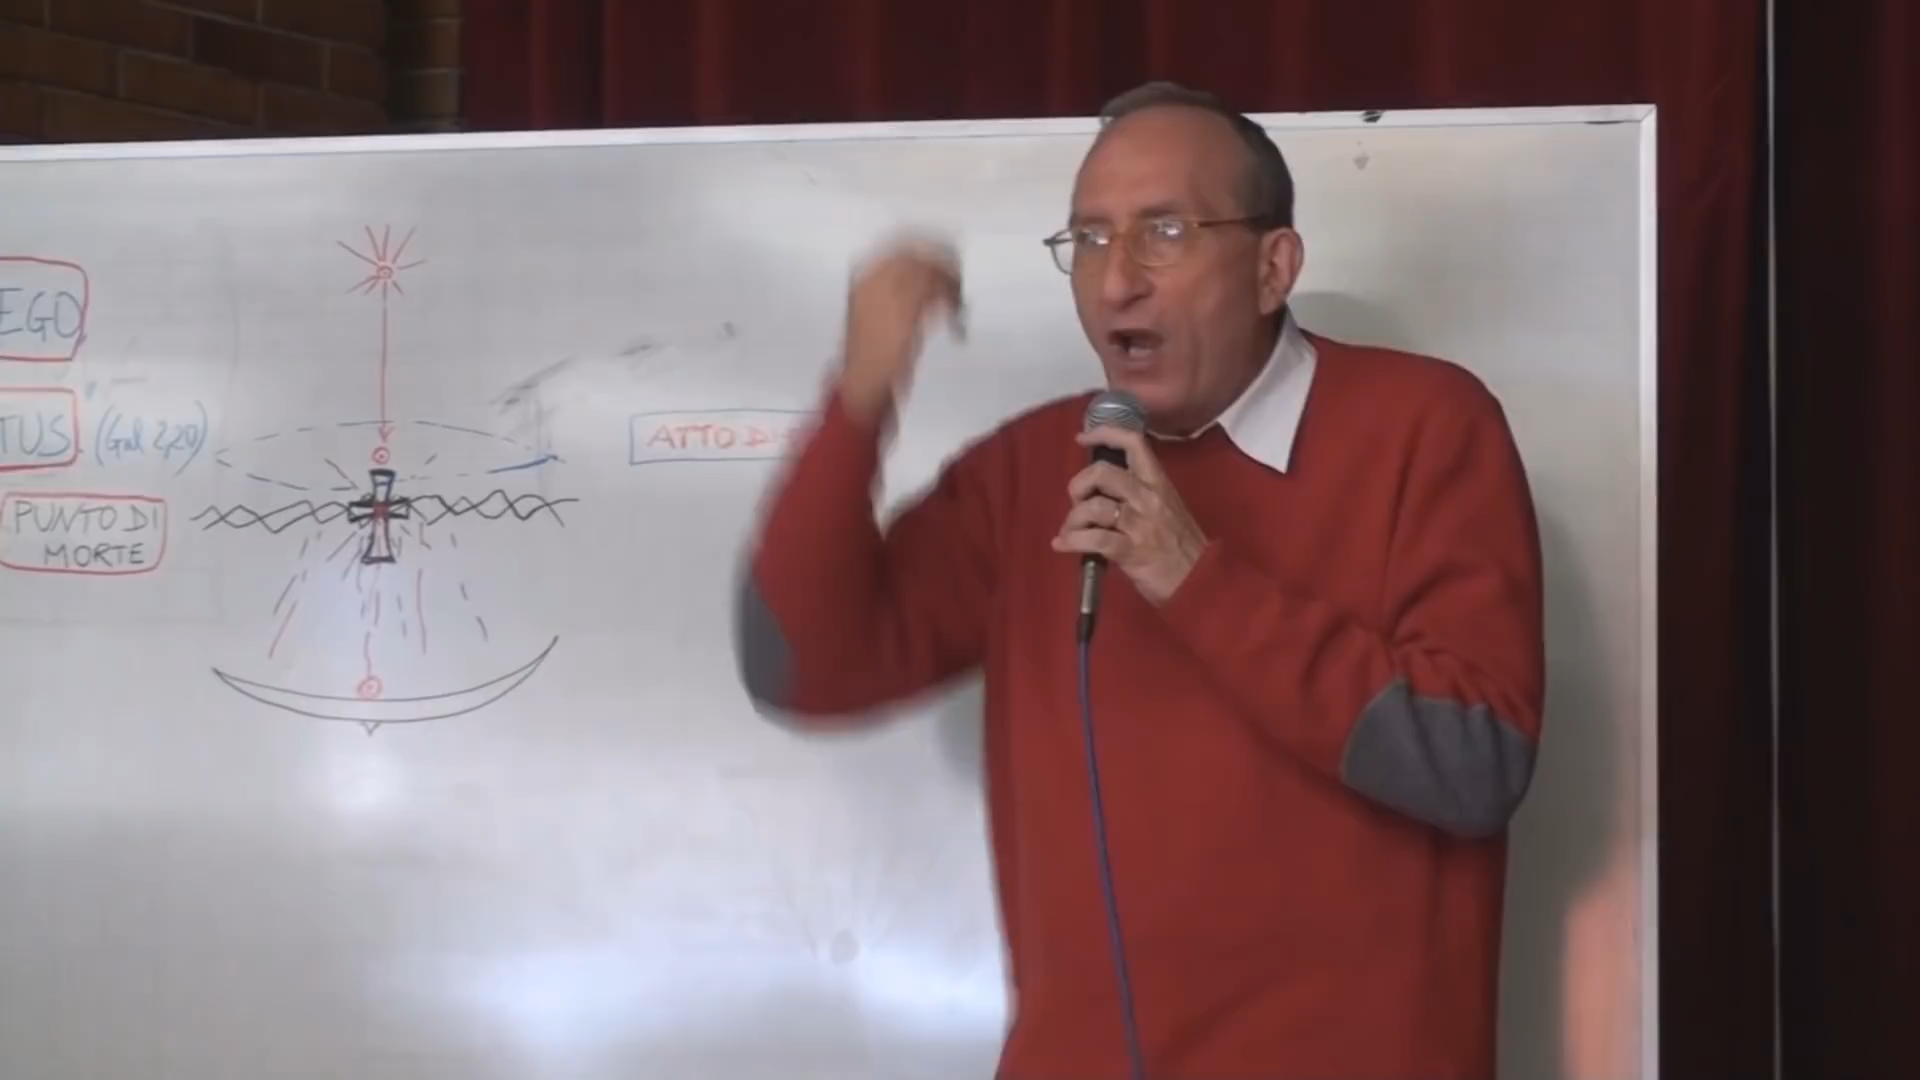 EGO
TUS. (Gal 2,20)
ATTO DI
PUNTO DI
MORTE